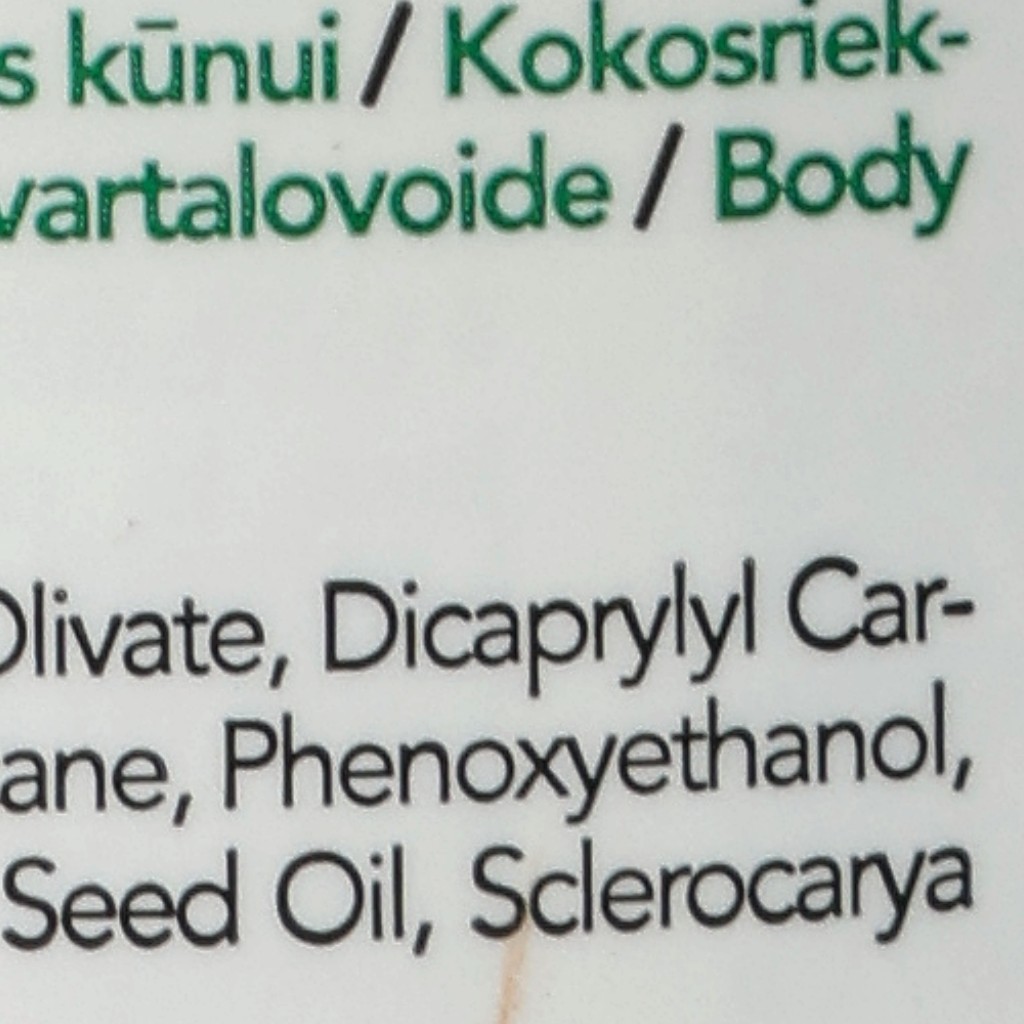 s kūnui / Kokosriek-
vartalovoide / Body
Olivate, Dicaprylyl Car-
ane, Phenoxyethanol,
Seed Oil, Sclerocarya